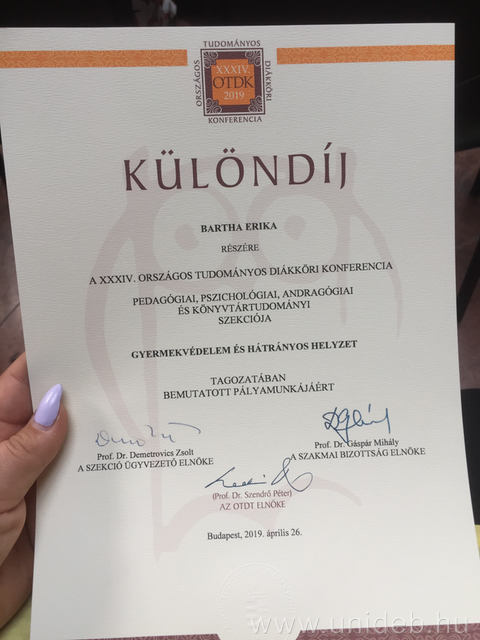 TUDOMÁNYOS
ORSZÁGOS
DIÁKKÖRI
XXXIV.
OTDK
2019
KONFERENCIA
KÜLÖNDÍJ
BARTHA ERIKA
RÉSZÉRE
A XXXIV. ORSZÁGOS TUDOMÁNYOS DIÁKKÖRI KONFERENCIA
PEDAGÓGIAI, PSZICHOLÓGIAI, ANDRAGÓGIAI
ÉS KÖNYVTÁRTUDOMÁNYI
SZEKCIÓJA
GYERMEKVÉDELEM ÉS HÁTRÁNYOS HELYZET
TAGOZATÁBAN
BEMUTATOTT PÁLYAMUNKÁJÁÉRT
Prof. Dr. Demetrovics Zsolt
A SZEKCIÓ ÜGYVEZETŐ ELNÖKE
Prof. Dr. Gáspár Mihály
A SZAKMAI BIZOTTSÁG ELNÖKE
(Prof. Dr. Szendrő Péter)
AZ OTDT ELNÖKE
Budapest, 2019. április 26.
www.unideb.hu